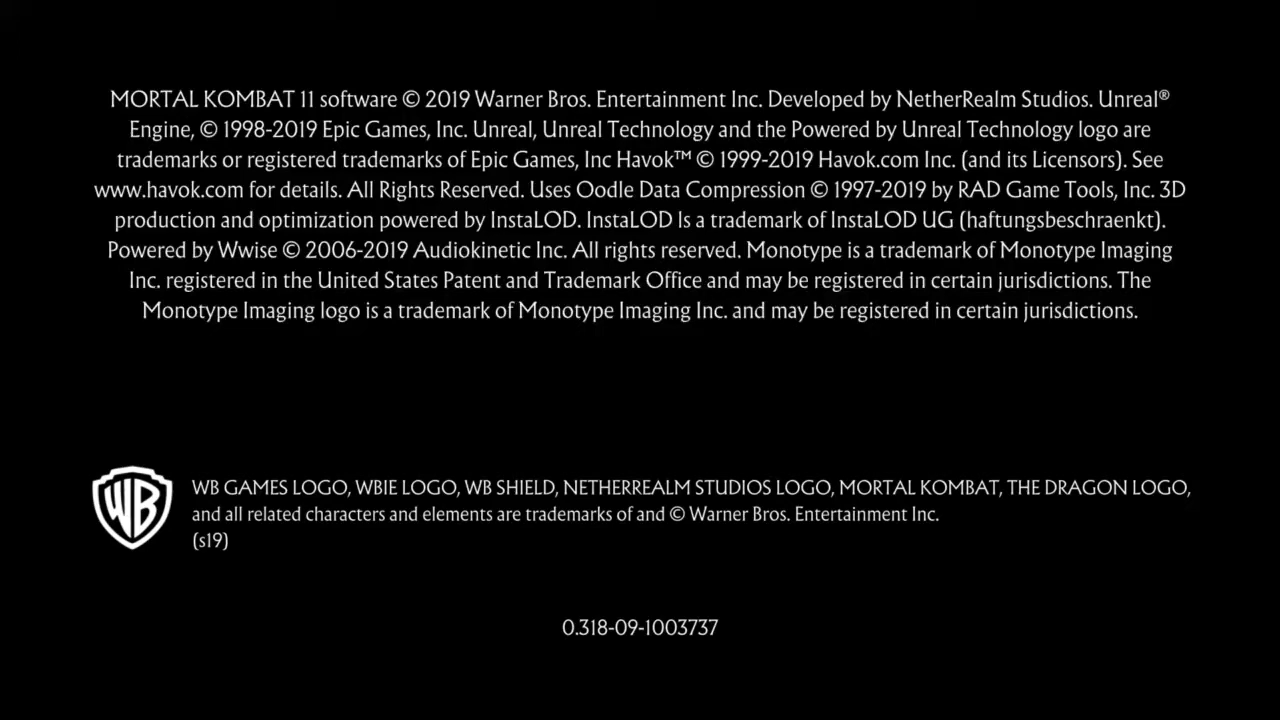 MORTAL KOMBAT 11 software © 2019 Warner Bros. Entertainment Inc. Developed by NetherRealm Studios. Unreal®
Engine, © 1998-2019 Epic Games, Inc. Unreal, Unreal Technology and the Powered by Unreal Technology logo are
trademarks or registered trademarks of Epic Games, Inc Havok™ © 1999-2019 Havok.com Inc. (and its Licensors). See
www.havok.com for details. All Rights Reserved. Uses Oodle Data Compression © 1997-2019 by RAD Game Tools, Inc. 3D
production and optimization powered by InstaLOD. InstaLOD Is a trademark of InstaLOD UG (haftungsbeschraenkt).
Powered by Wwise © 2006-2019 Audiokinetic Inc. All rights reserved. Monotype is a trademark of Monotype Imaging
Inc. registered in the United States Patent and Trademark Office and may be registered in certain jurisdictions. The
Monotype Imaging logo is a trademark of Monotype Imaging Inc. and may be registered in certain jurisdictions.
WB
WB GAMES LOGO, WBIE LOGO, WB SHIELD, NETHERREALM STUDIOS LOGO, MORTAL KOMBAT, THE DRAGON LOGO,
and all related characters and elements are trademarks of and © Warner Bros. Entertainment Inc.
(s19)
0.318-09-1003737